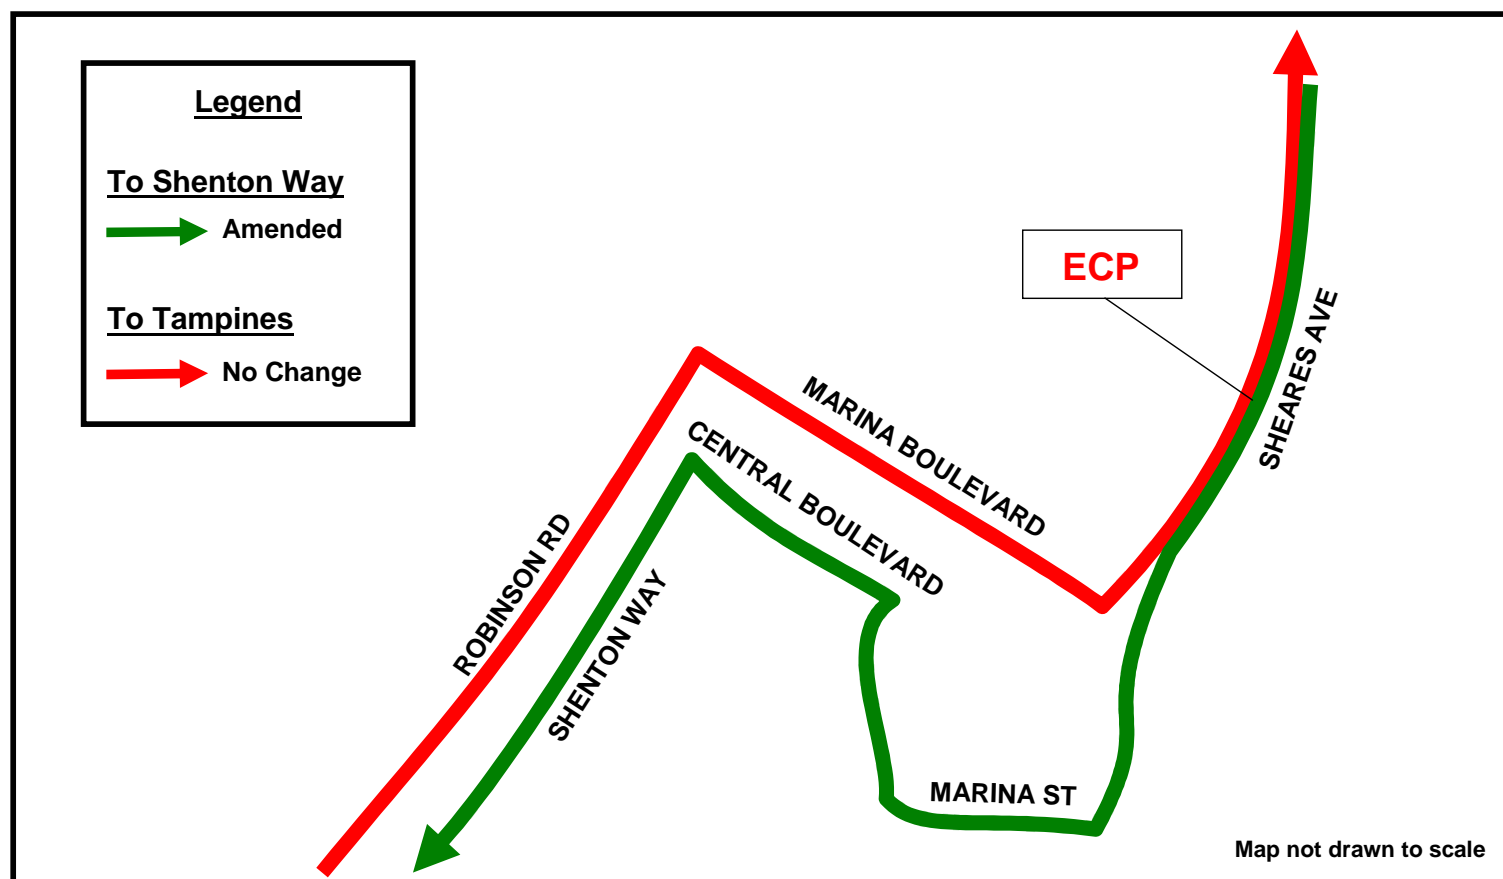 Legend
To Shenton Way
Amended
To Tampines
No Change
ECP
SHEARES AVE
MARINA BOULEVARD
CENTRAL BOULEVARD
ROBINSON RD
SHENTON WAY
MARINA ST
Map not drawn to scale